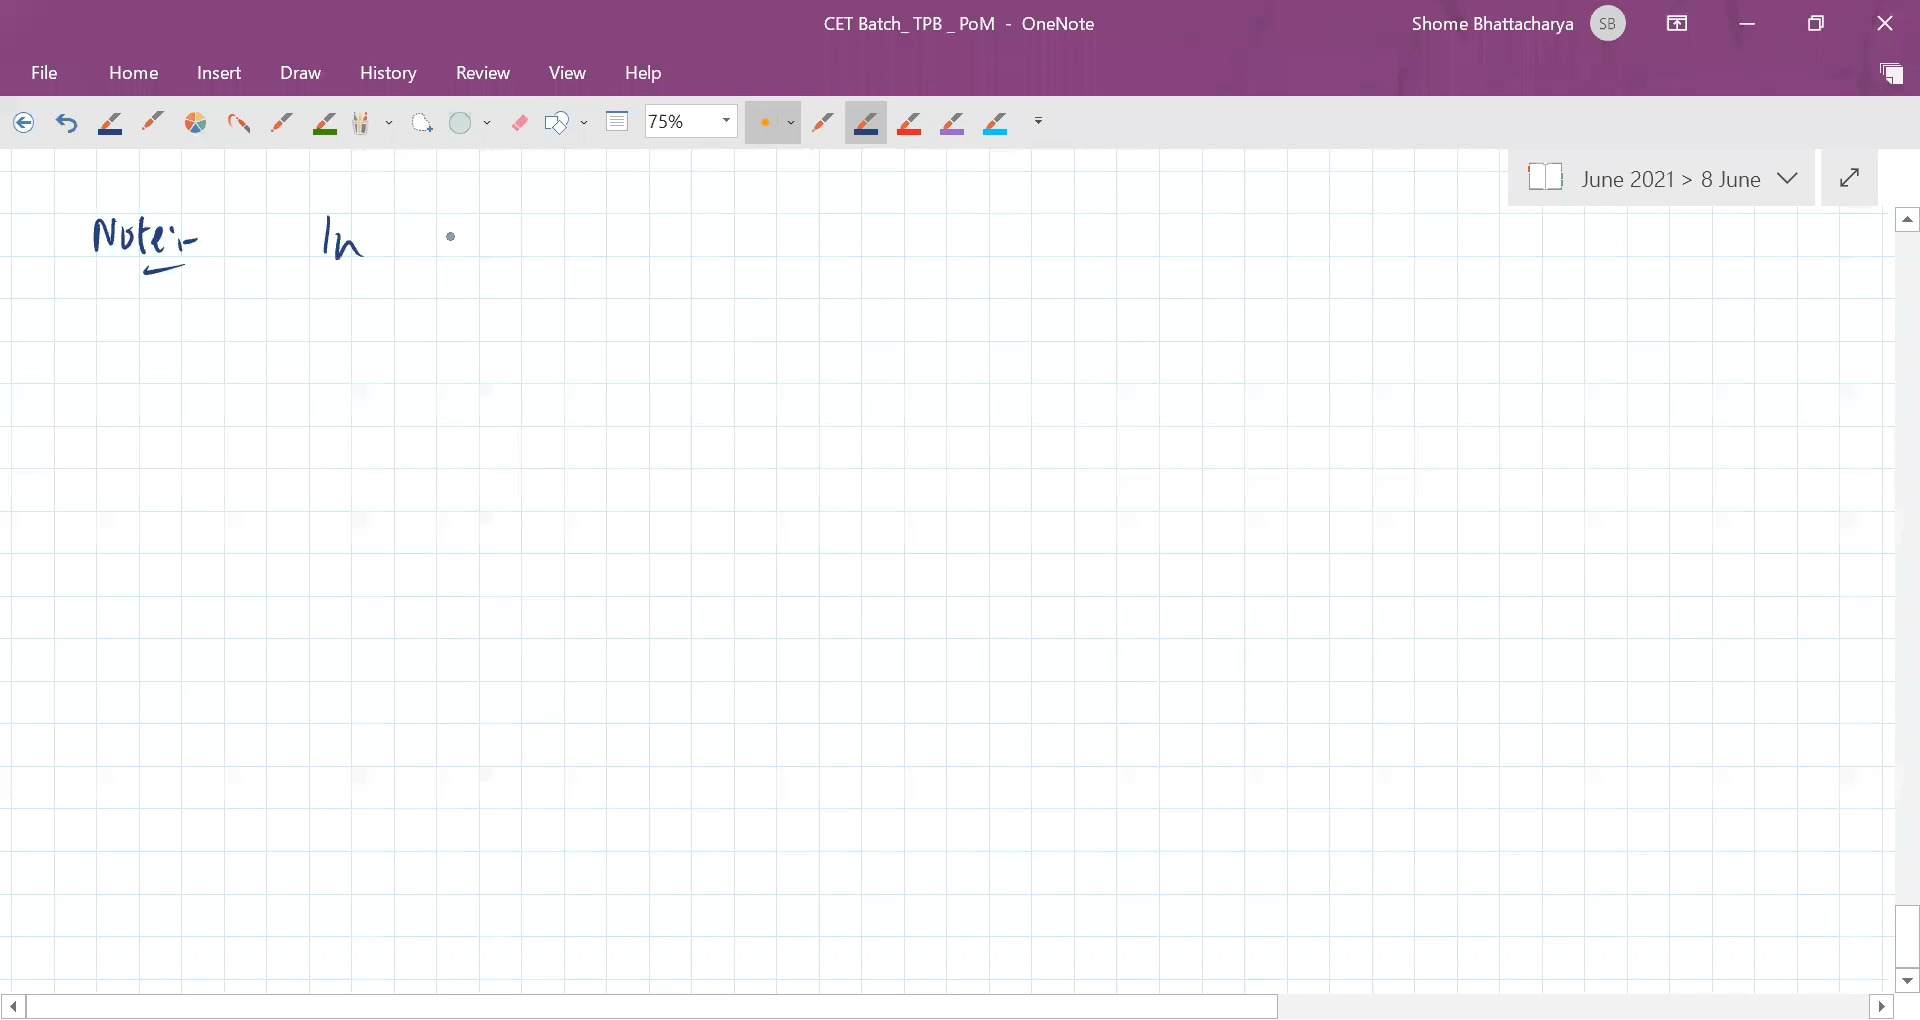 CET Batch_ TPB _ PoM - OneNote
Shome Bhattacharya SB
File Home Insert Draw History Review View Help
75%
June 2021 > 8 June
Note:- In